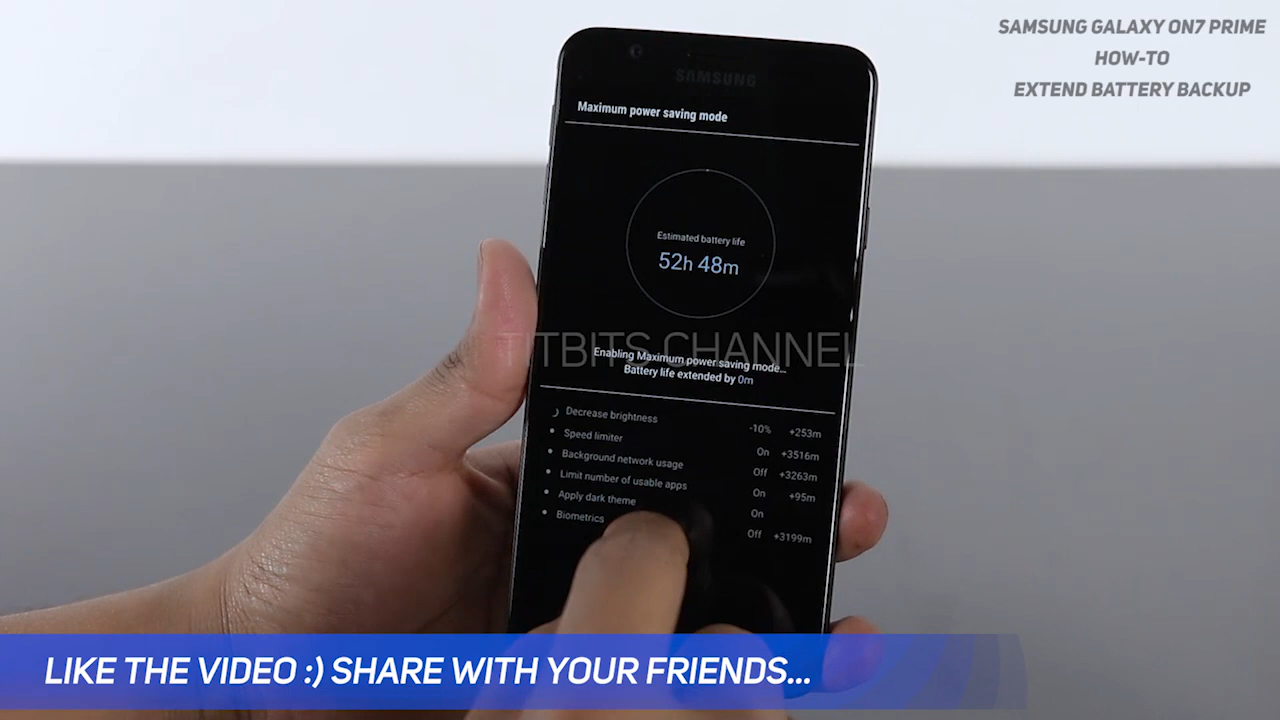 SAMSUNG GALAXY ON7 PRIME
HOW-TO
EXTEND BATTERY BACKUP
SAMSUNG
Maximum power saving mode
Estimated battery life
52h 48m
TITBITS CHANNEL
Enabling Maximum power saving mode...
Battery life extended by 0m
Decrease brightness -10% +253m
• Speed limiter On +3516m
• Background network usage Off +3263m
• Limit number of usable apps On +95m
• Apply dark theme On
• Biometrics Off +3199m
LIKE THE VIDEO :) SHARE WITH YOUR FRIENDS...